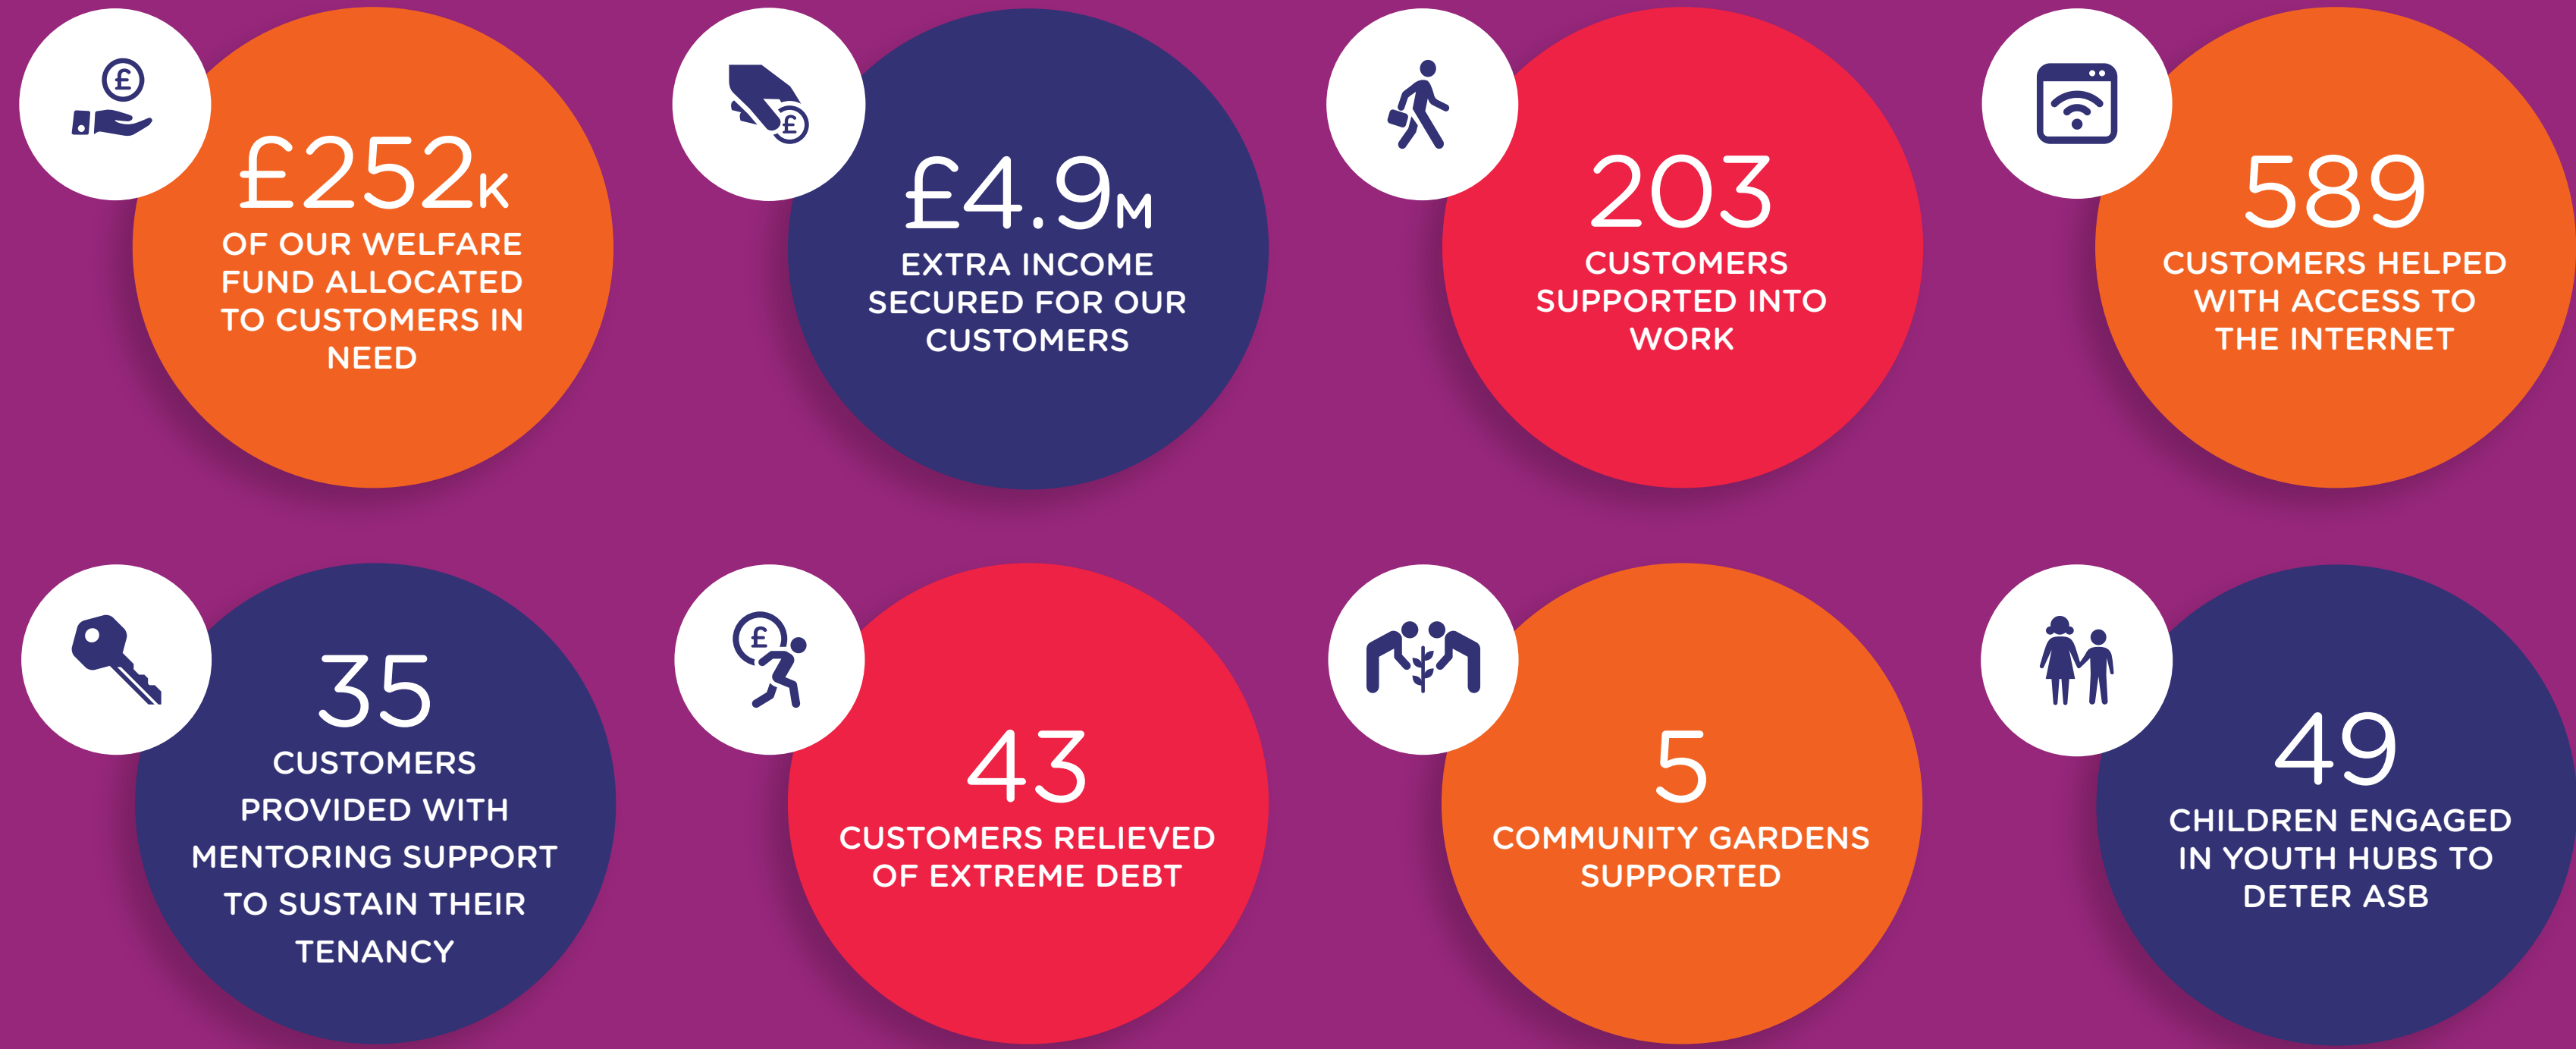 £252K
OF OUR WELFARE
FUND ALLOCATED
TO CUSTOMERS IN
NEED
£4.9M
EXTRA INCOME
SECURED FOR OUR
CUSTOMERS
203
CUSTOMERS
SUPPORTED INTO
WORK
589
CUSTOMERS HELPED
WITH ACCESS TO
THE INTERNET
35
CUSTOMERS
PROVIDED WITH
MENTORING SUPPORT
TO SUSTAIN THEIR
TENANCY
43
CUSTOMERS RELIEVED
OF EXTREME DEBT
5
COMMUNITY GARDENS
SUPPORTED
49
CHILDREN ENGAGED
IN YOUTH HUBS TO
DETER ASB